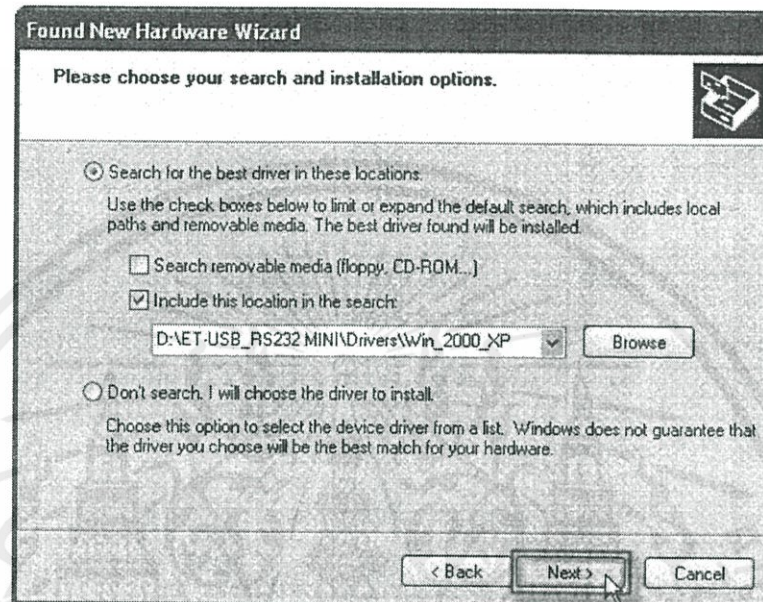 Found New Hardware Wizard
Please choose your search and installation options.
Search for the best driver in these locations.
Use the check boxes below to limit or expand the default search, which includes local
paths and removable media. The best driver found will be installed.
Search removable media (floppy, CD-ROM...)
Include this location in the search:
D:\ET-USB_RS232 MINI\Drivers\Win_2000_XP
Browse
Don't search. I will choose the driver to install.
Choose this option to select the device driver from a list. Windows does not guarantee that
the driver you choose will be the best match for your hardware.
< Back Next > Cancel